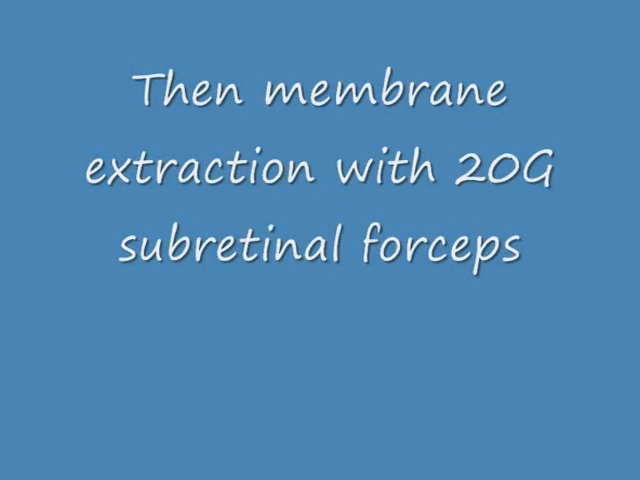 Then membrane
extraction with 20G
subretinal forceps